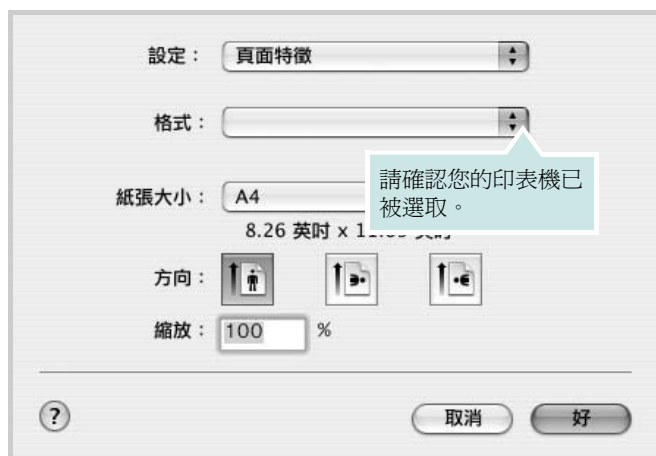 設定： 頁面特徵
格式：
請確認您的印表機已
被選取。
紙張大小： A4
8.26 英吋 x 11
方向：
縮放： 100 %
?
取消 好